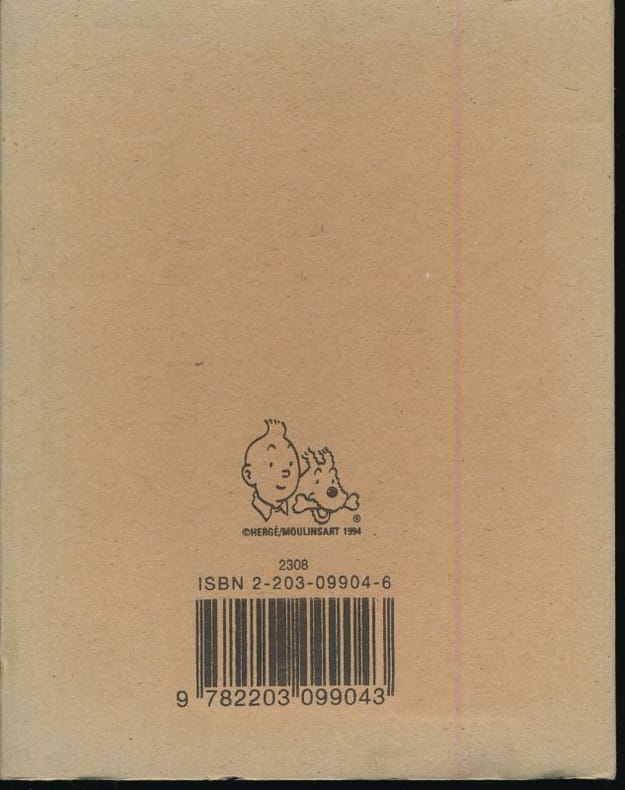 ®
©HERGÉ/MOULINSART 1994
2308
ISBN 2-203-09904-6
9 782203 099043